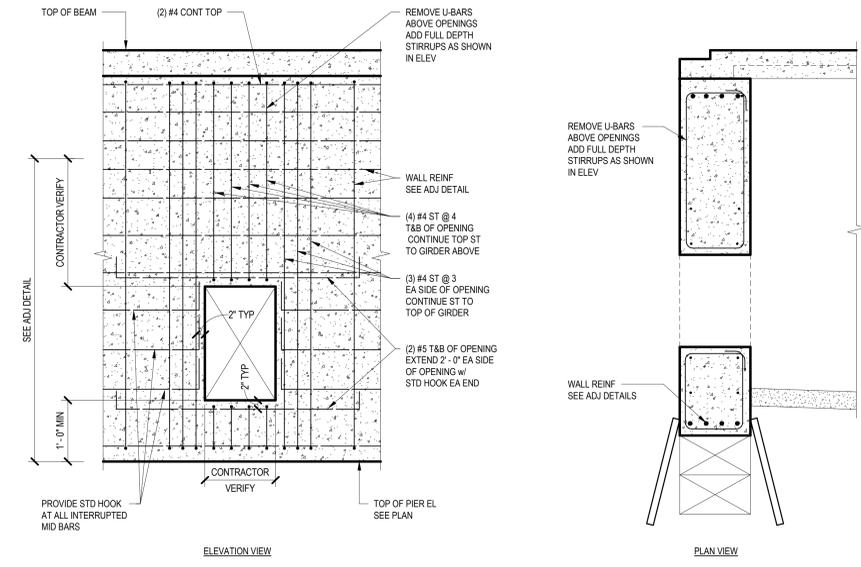 TOP OF BEAM
(2) #4 CONT TOP
REMOVE U-BARS
ABOVE OPENINGS
ADD FULL DEPTH
STIRRUPS AS SHOWN
IN ELEV
WALL REINF
SEE ADJ DETAIL
(4) #4 ST @ 4
T&B OF OPENING
CONTINUE TOP ST
TO GIRDER ABOVE
(3) #4 ST @ 3
EA SIDE OF OPENING
CONTINUE ST TO
TOP OF GIRDER
(2) #5 T&B OF OPENING
EXTEND 2' - 0" EA SIDE
OF OPENING w/
STD HOOK EA END
SEE ADJ DETAIL
CONTRACTOR VERIFY
1' - 0" MIN
2" TYP
2" TYP
CONTRACTOR
VERIFY
PROVIDE STD HOOK
AT ALL INTERRUPTED
MID BARS
TOP OF PIER EL
SEE PLAN
ELEVATION VIEW
REMOVE U-BARS
ABOVE OPENINGS
ADD FULL DEPTH
STIRRUPS AS SHOWN
IN ELEV
WALL REINF
SEE ADJ DETAILS
PLAN VIEW